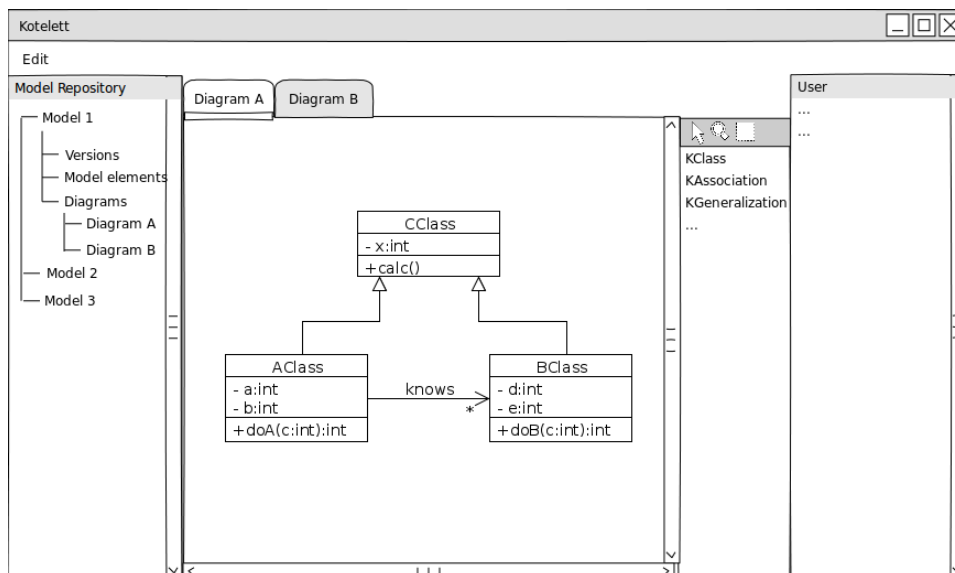 Kotelett
Edit
Model Repository
Model 1
Versions
Model elements
Diagrams
Diagram A
Diagram B
Model 2
Model 3
Diagram A
Diagram B
CClass
- x:int
+calc()
AClass
- a:int
- b:int
+doA(c:int):int
knows
*
BClass
- d:int
- e:int
+doB(c:int):int
KClass
KAssociation
KGeneralization
...
User
...
...